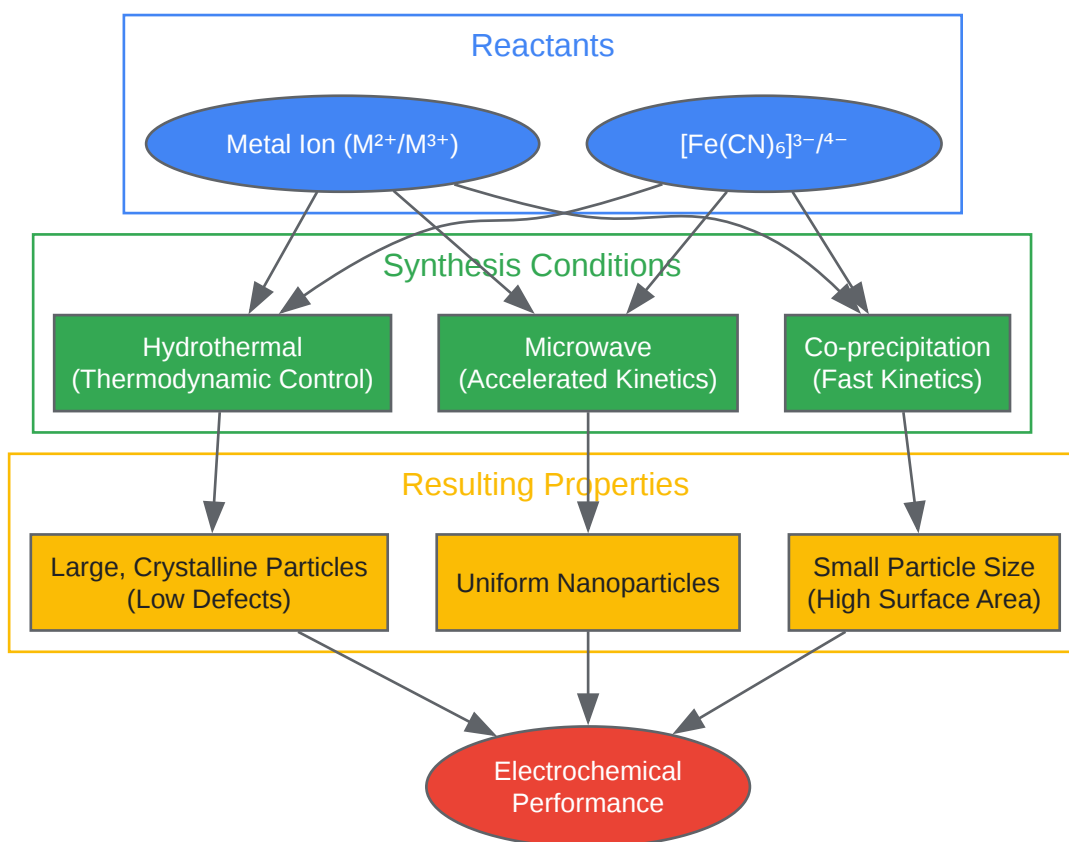 Reactants
Metal Ion (M²⁺/M³⁺)
[Fe(CN)₆]³⁻/⁴⁻
Synthesis Conditions
Hydrothermal
(Thermodynamic Control)
Microwave
(Accelerated Kinetics)
Co-precipitation
(Fast Kinetics)
Resulting Properties
Large, Crystalline Particles
(Low Defects)
Uniform Nanoparticles
Small Particle Size
(High Surface Area)
Electrochemical
Performance